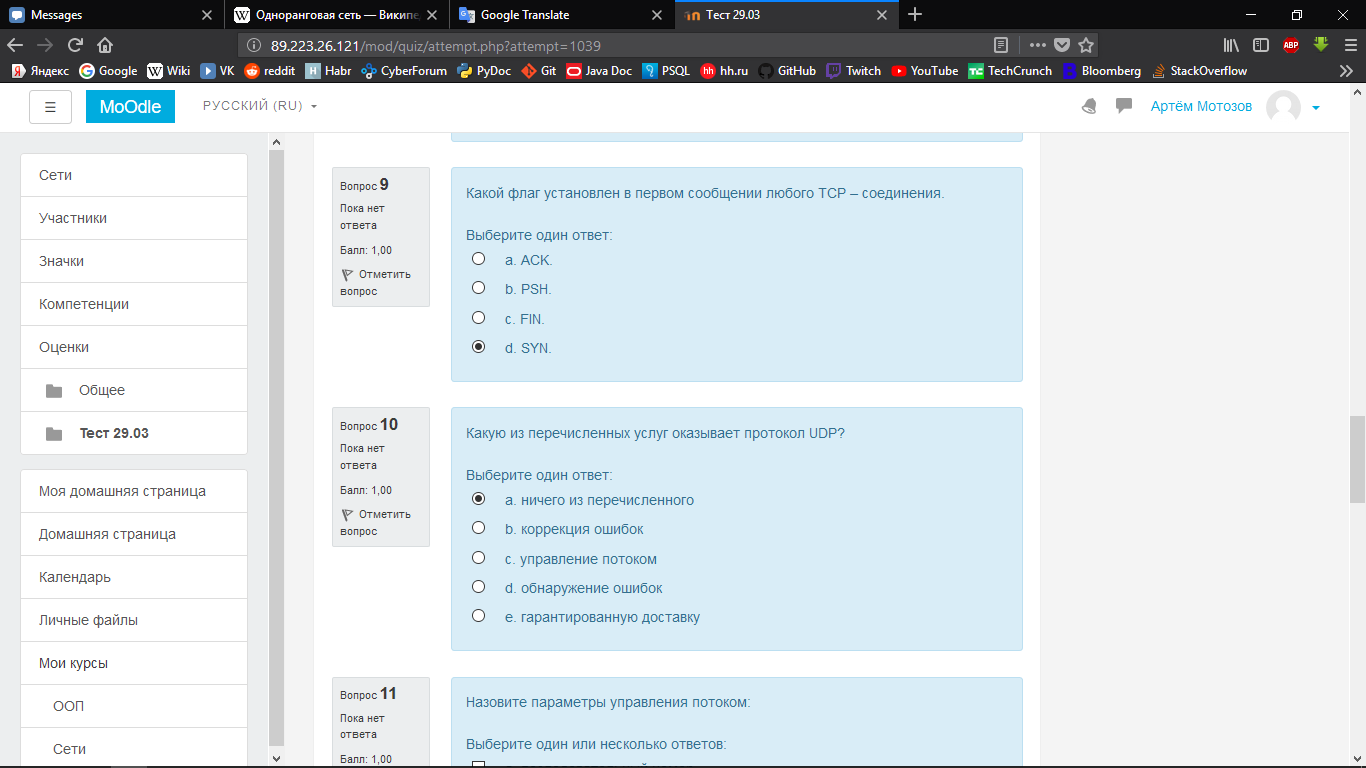 Messages
Одноранговая сеть — Викип
Google Translate
Тест 29.03
89.223.26.121/mod/quiz/attempt.php?attempt=1039
Яндекс Google Wiki VK reddit Habr CyberForum PyDoc Git Java Doc PSQL hh.ru GitHub Twitch YouTube TechCrunch Bloomberg StackOverflow
MoOdle РУССКИЙ (RU) Артём Мотозов
Сети
Участники
Значки
Компетенции
Оценки
Общее
Тест 29.03
Моя домашняя страница
Домашняя страница
Календарь
Личные файлы
Мои курсы
ООП
Сети
Вопрос 9
Пока нет
ответа
Балл: 1,00
Отметить
вопрос
Какой флаг установлен в первом сообщении любого TCP – соединения.
Выберите один ответ:
a. ACK.
b. PSH.
c. FIN.
d. SYN.
Вопрос 10
Пока нет
ответа
Балл: 1,00
Отметить
вопрос
Какую из перечисленных услуг оказывает протокол UDP?
Выберите один ответ:
a. ничего из перечисленного
b. коррекция ошибок
c. управление потоком
d. обнаружение ошибок
e. гарантированную доставку
Вопрос 11
Пока нет
ответа
Балл: 1,00
Назовите параметры управления потоком:
Выберите один или несколько ответов: